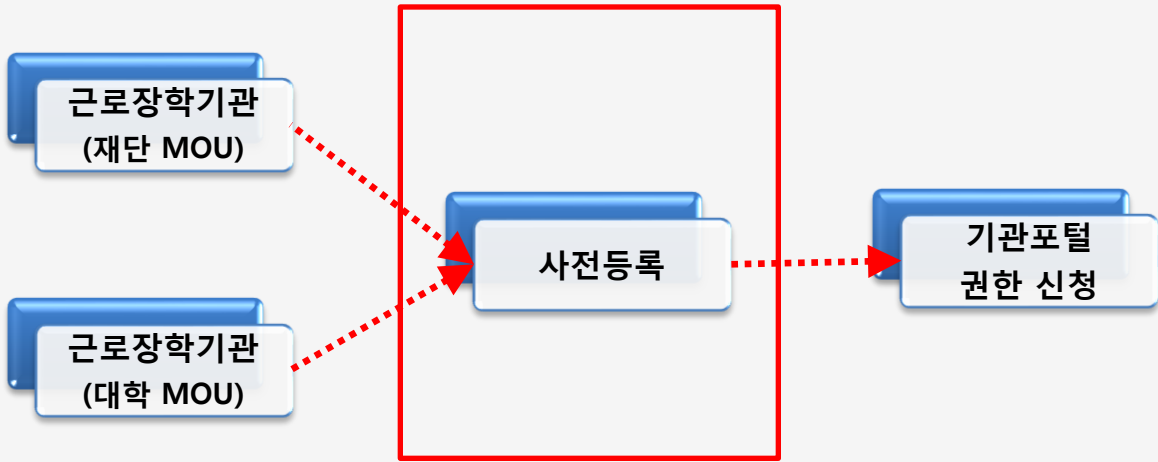 근로장학기관
(재단 MOU)
근로장학기관
(대학 MOU)
사전등록
기관포털
권한 신청